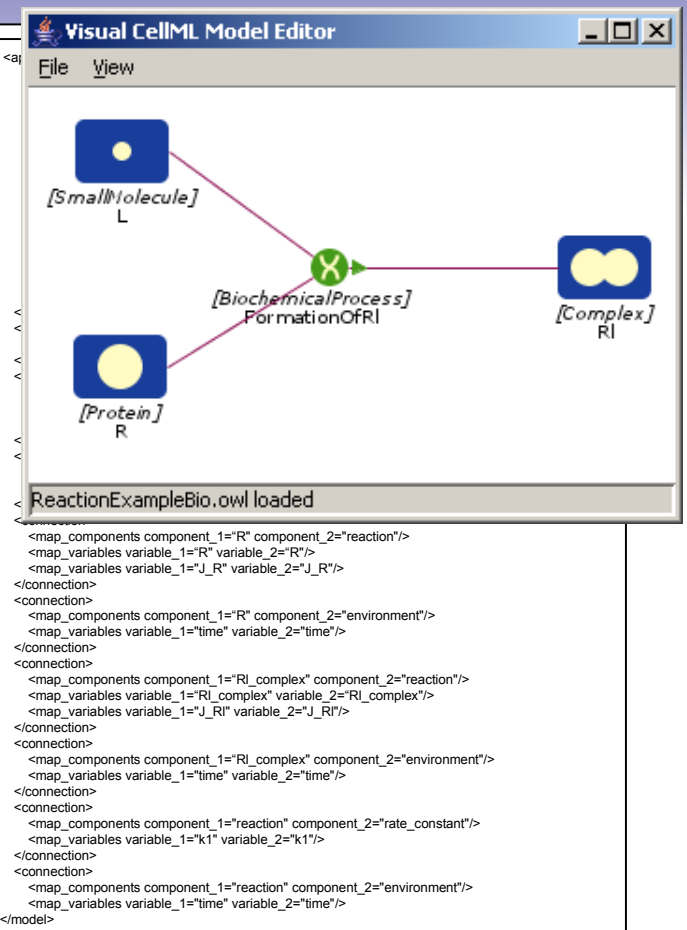 Visual CellML Model Editor
File View
[SmallMolecule]
L
[BiochemicalProcess]
FormationOfRl
[Complex]
Rl
[Protein]
R
ReactionExampleBio.owl loaded
<map_components component_1=“R” component_2="reaction"/>
<map_variables variable_1=“R" variable_2=“R”/>
<map_variables variable_1="J_R" variable_2="J_R"/>
</connection>
<connection>
<map_components component_1=“R” component_2="environment"/>
<map_variables variable_1="time" variable_2="time"/>
</connection>
<connection>
<map_components component_1=“Rl_complex" component_2="reaction"/>
<map_variables variable_1=“Rl_complex" variable_2=“Rl_complex"/>
<map_variables variable_1="J_Rl" variable_2="J_Rl"/>
</connection>
<connection>
<map_components component_1=“Rl_complex" component_2="environment"/>
<map_variables variable_1="time" variable_2="time"/>
</connection>
<connection>
<map_components component_1="reaction" component_2="rate_constant"/>
<map_variables variable_1="k1" variable_2="k1"/>
</connection>
<connection>
<map_components component_1="reaction" component_2="environment"/>
<map_variables variable_1="time" variable_2="time"/>
</connection>
</model>